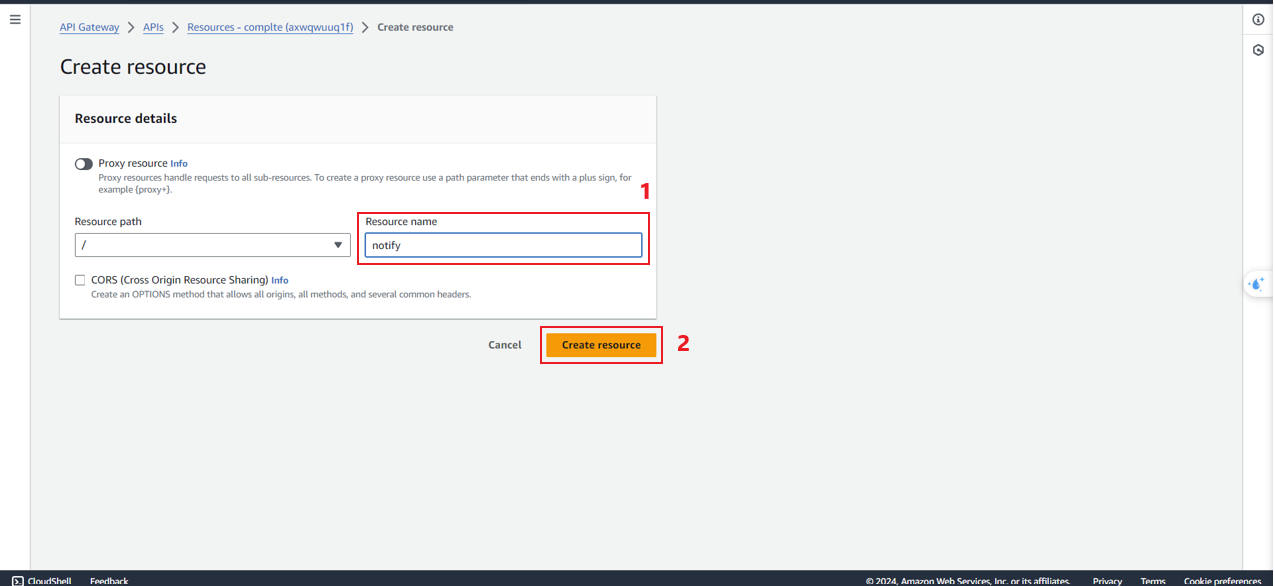 API Gateway > APIs > Resources - complte (axwqwuuq1f) > Create resource
Create resource
Resource details
Proxy resource Info
Proxy resources handle requests to all sub-resources. To create a proxy resource use a path parameter that ends with a plus sign, for
example {proxy+}.
1
Resource path
Resource name
/
notify
CORS (Cross Origin Resource Sharing) Info
Create an OPTIONS method that allows all origins, all methods, and several common headers.
Cancel
Create resource
2
CloudShell Feedback © 2024, Amazon Web Services, Inc. or its affiliates. Privacy Terms Cookie preferences